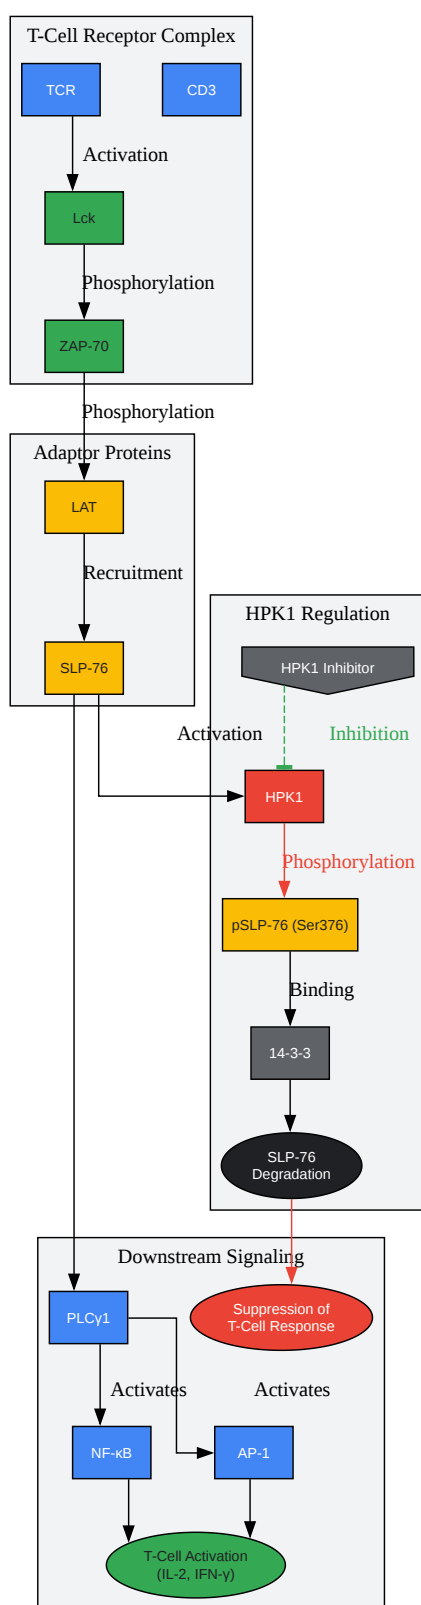 T-Cell Receptor Complex
TCR
CD3
Activation
Lck
Phosphorylation
ZAP-70
Phosphorylation
Adaptor Proteins
LAT
Recruitment
SLP-76
HPK1 Regulation
HPK1 Inhibitor
Activation
Inhibition
HPK1
Phosphorylation
pSLP-76 (Ser376)
Binding
14-3-3
SLP-76
Degradation
Downstream Signaling
PLCγ1
Suppression of
T-Cell Response
Activates
Activates
NF-κB
AP-1
T-Cell Activation
(IL-2, IFN-γ)